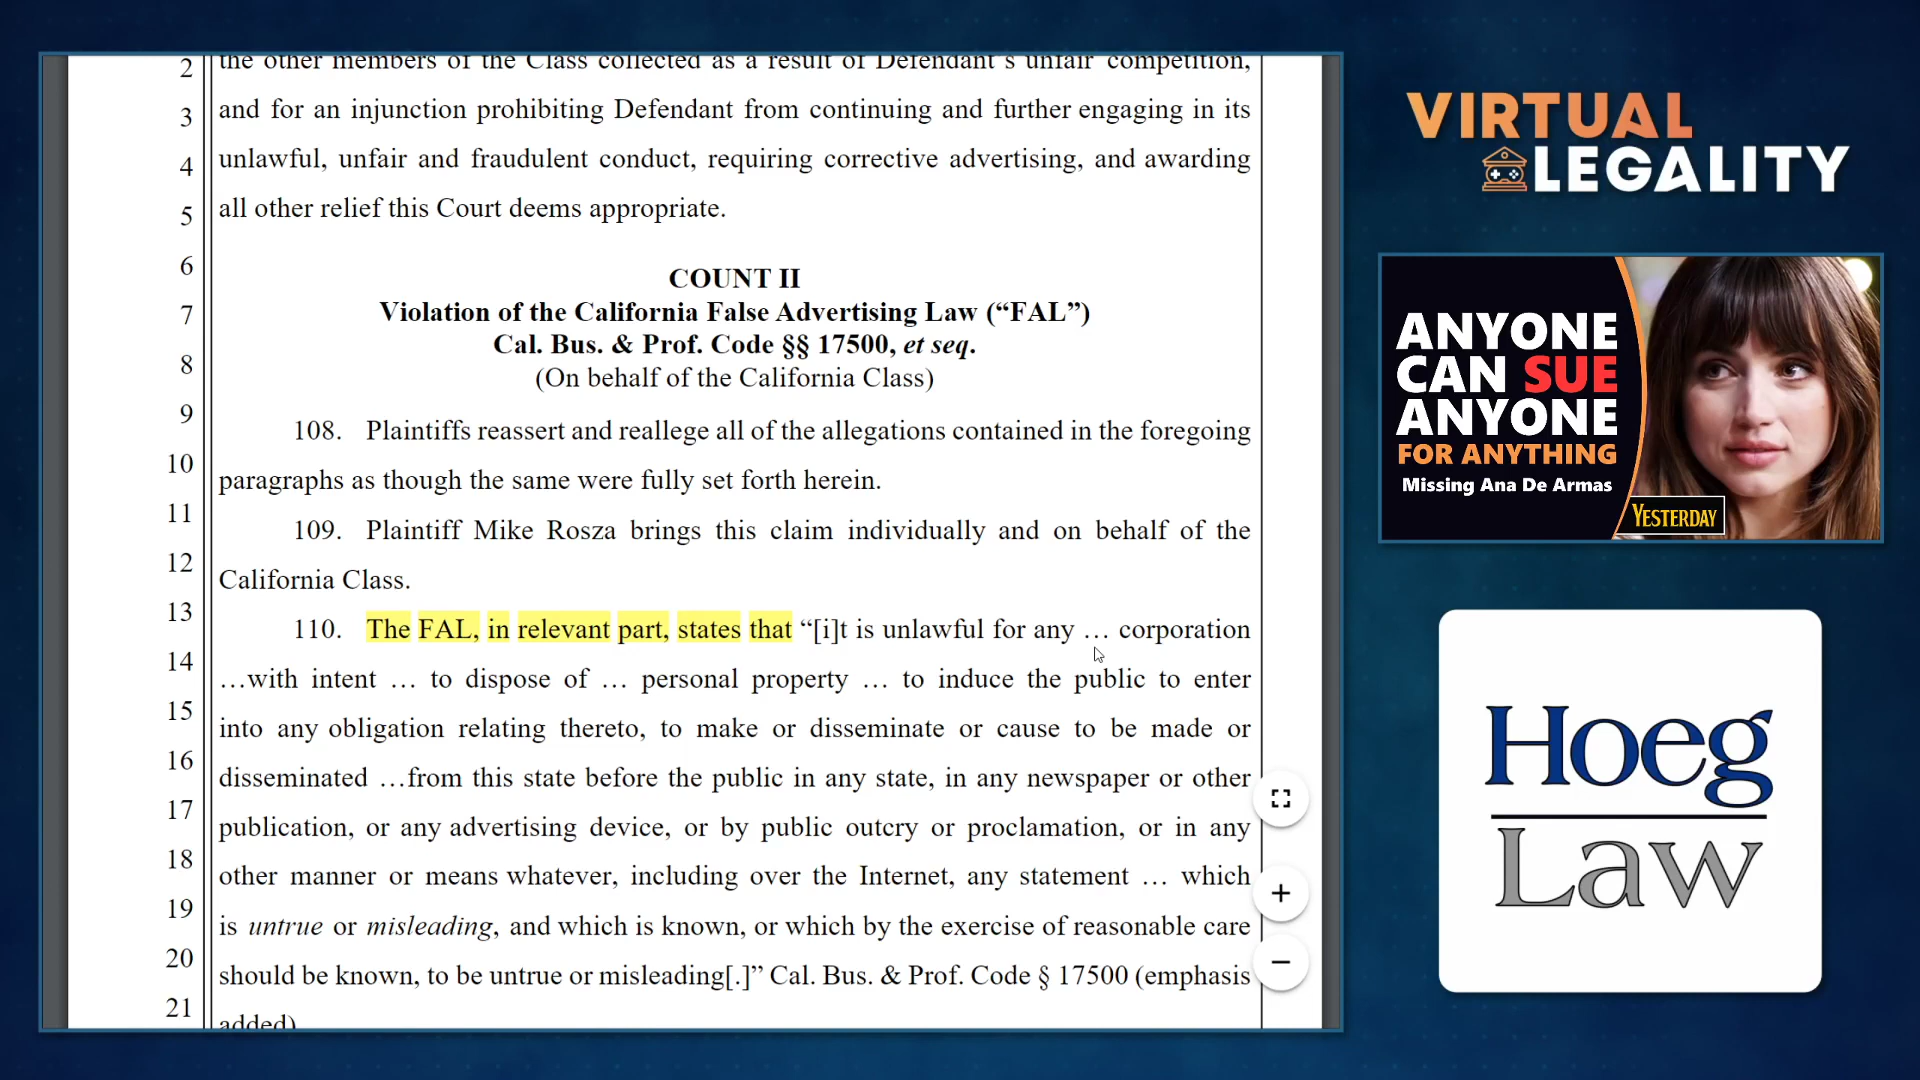 2
the other members of the Class collected as a result of Defendant's unfair competition,
3
and for an injunction prohibiting Defendant from continuing and further engaging in its
4
unlawful, unfair and fraudulent conduct, requiring corrective advertising, and awarding
5
all other relief this Court deems appropriate.
6
COUNT II
7
Violation of the California False Advertising Law (“FAL”)
8
Cal. Bus. & Prof. Code §§ 17500, et seq.
(On behalf of the California Class)
9
108. Plaintiffs reassert and reallege all of the allegations contained in the foregoing
10
paragraphs as though the same were fully set forth herein.
11
109. Plaintiff Mike Rosza brings this claim individually and on behalf of the
12
California Class.
13
110. The FAL, in relevant part, states that “[i]t is unlawful for any … corporation
14
…with intent … to dispose of … personal property … to induce the public to enter
15
into any obligation relating thereto, to make or disseminate or cause to be made or
16
disseminated …from this state before the public in any state, in any newspaper or other
17
publication, or any advertising device, or by public outcry or proclamation, or in any
18
other manner or means whatever, including over the Internet, any statement … which
19
is untrue or misleading, and which is known, or which by the exercise of reasonable care
20
should be known, to be untrue or misleading[.]” Cal. Bus. & Prof. Code § 17500 (emphasis
21
added)
VIRTUAL
LEGALITY
ANYONE
CAN SUE
ANYONE
FOR ANYTHING
Missing Ana De Armas
YESTERDAY
Hoeg
Law